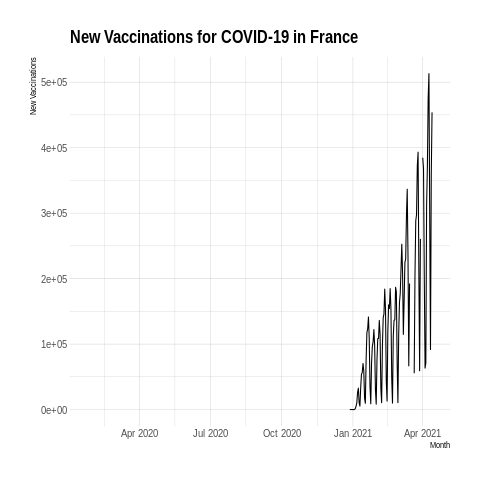 New Vaccinations for COVID-19 in France
New Vaccinations
5e+05
4e+05
3e+05
2e+05
1e+05
0e+00
Apr 2020 Jul 2020 Oct 2020 Jan 2021 Apr 2021
Month